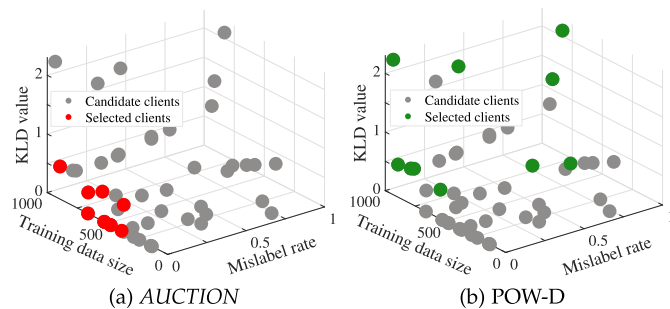 2
1
0
KLD value
Candidate clients
Selected clients
1000
500
0
Training data size
0
0.5
1
Mislabel rate
(a) AUCTION
2
1
0
KLD value
Candidate clients
Selected clients
1000
500
0
Training data size
0
0.5
Mislabel rate
(b) POW-D